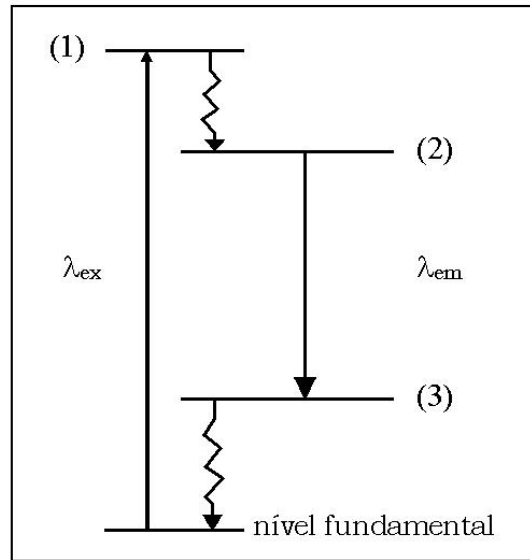 (1)
(2)
λex
λem
(3)
nível fundamental